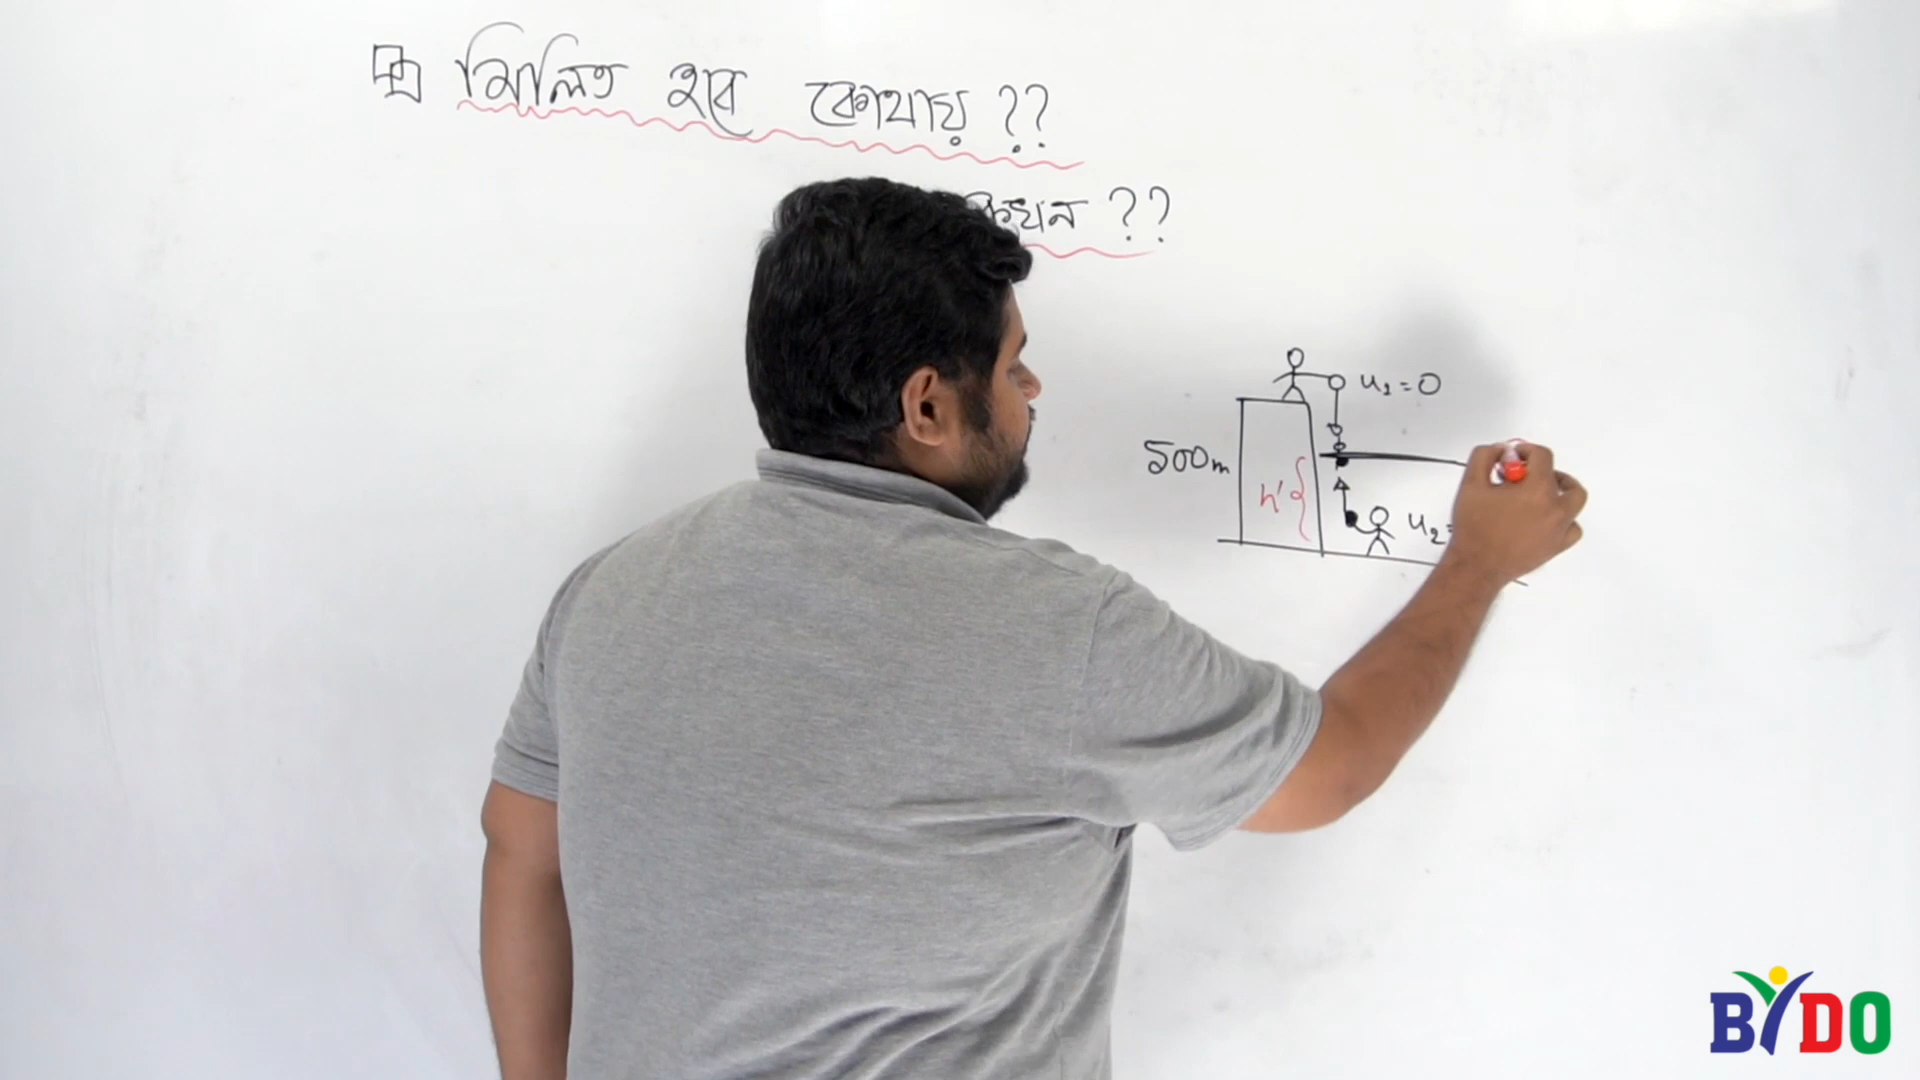 মিলিত হবে কোথায় ??
কখন ??
u₁ = 0
500m
h'
u₂ =
BYDO